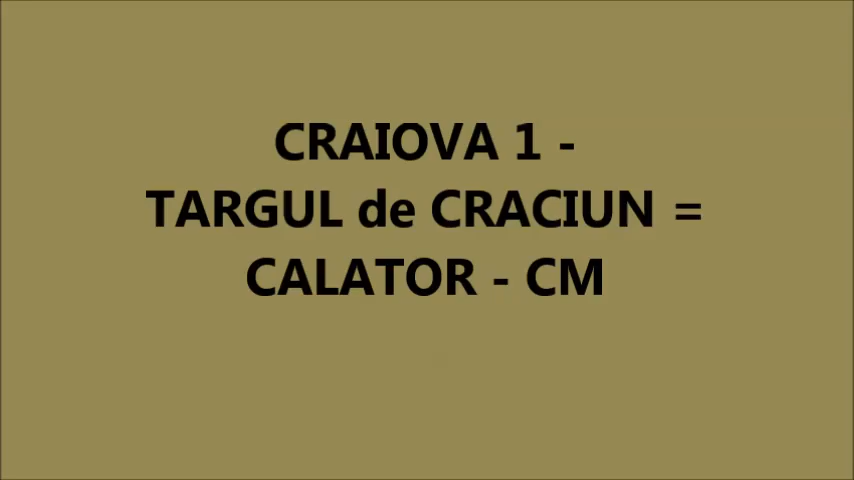 CRAIOVA 1 -
TARGUL de CRACIUN =
CALATOR - CM